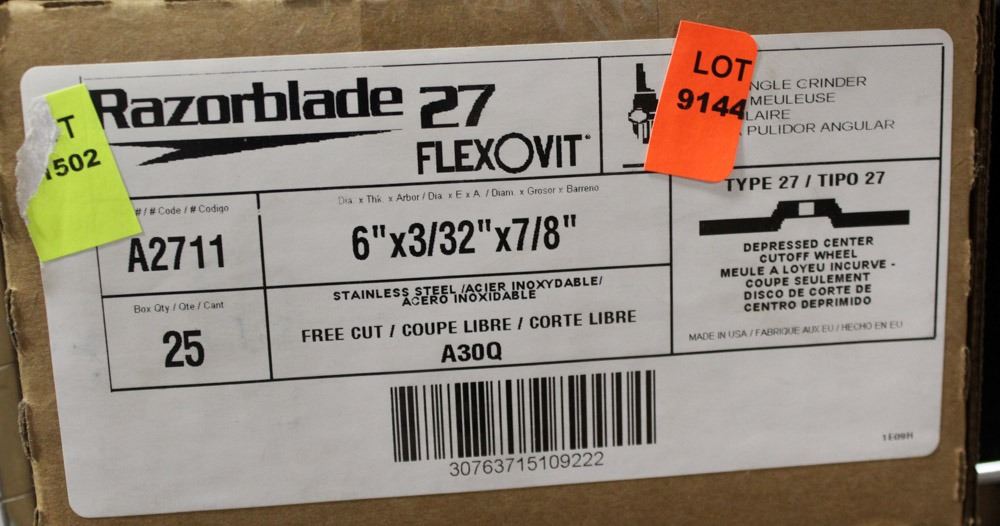 Razorblade 27
FLEXOVIT
LOT
9144
NGLE GRINDER
MEULEUSE
LAIRE
PULIDOR ANGULAR
T
1502
# / # Code / # Codigo
A2711
Dia. x Thk. x Arbor / Dia. x E x A. / Diam. x Grosor x Barreno
6"x3/32"x7/8"
Box Qty / Qte / Cant
25
STAINLESS STEEL /ACIER INOXYDABLE/
ACERO INOXIDABLE
FREE CUT / COUPE LIBRE / CORTE LIBRE
A30Q
TYPE 27 / TIPO 27
DEPRESSED CENTER
CUTOFF WHEEL
MEULE A LOYEU INCURVE -
COUPE SEULEMENT
DISCO DE CORTE DE
CENTRO DEPRIMIDO
MADE IN USA / FABRIQUE AUX EU / HECHO EN EU
30763715109222
1E09H